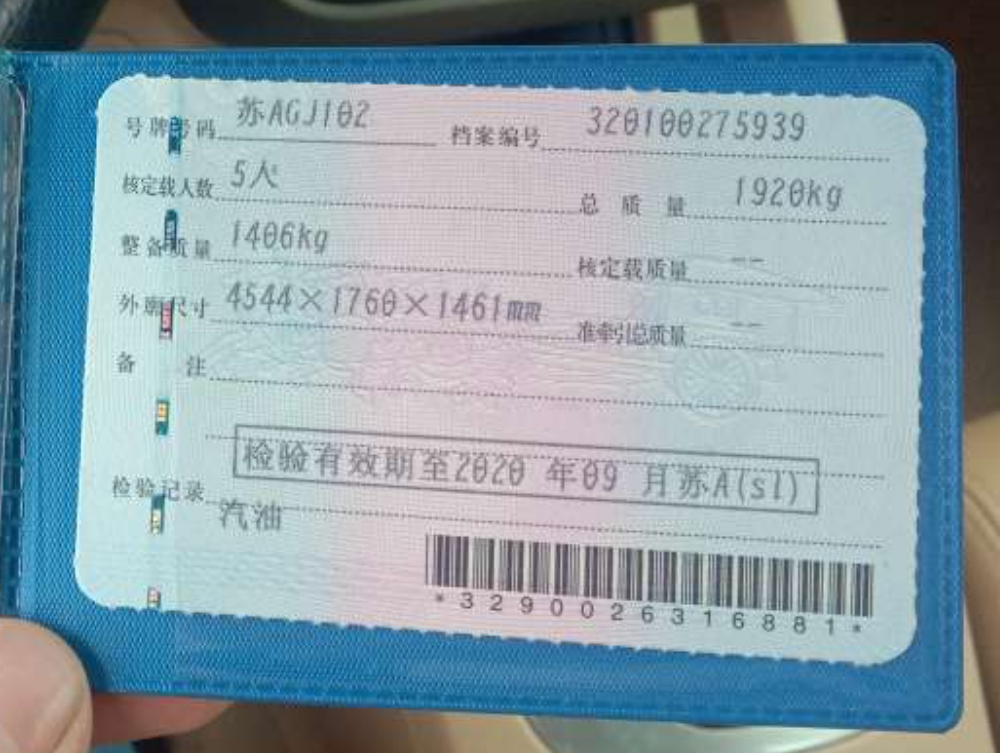 号牌号码 苏AGJ102 档案编号 320100275939
核定载人数 5人 总质量 1920kg
整备质量 1406kg 核定载质量 --
外廓尺寸 4544×1760×1461mm 准牵引总质量 --
备注
检验有效期至2020 年09 月苏A(sl)
检验记录
汽油
*3290026316881*